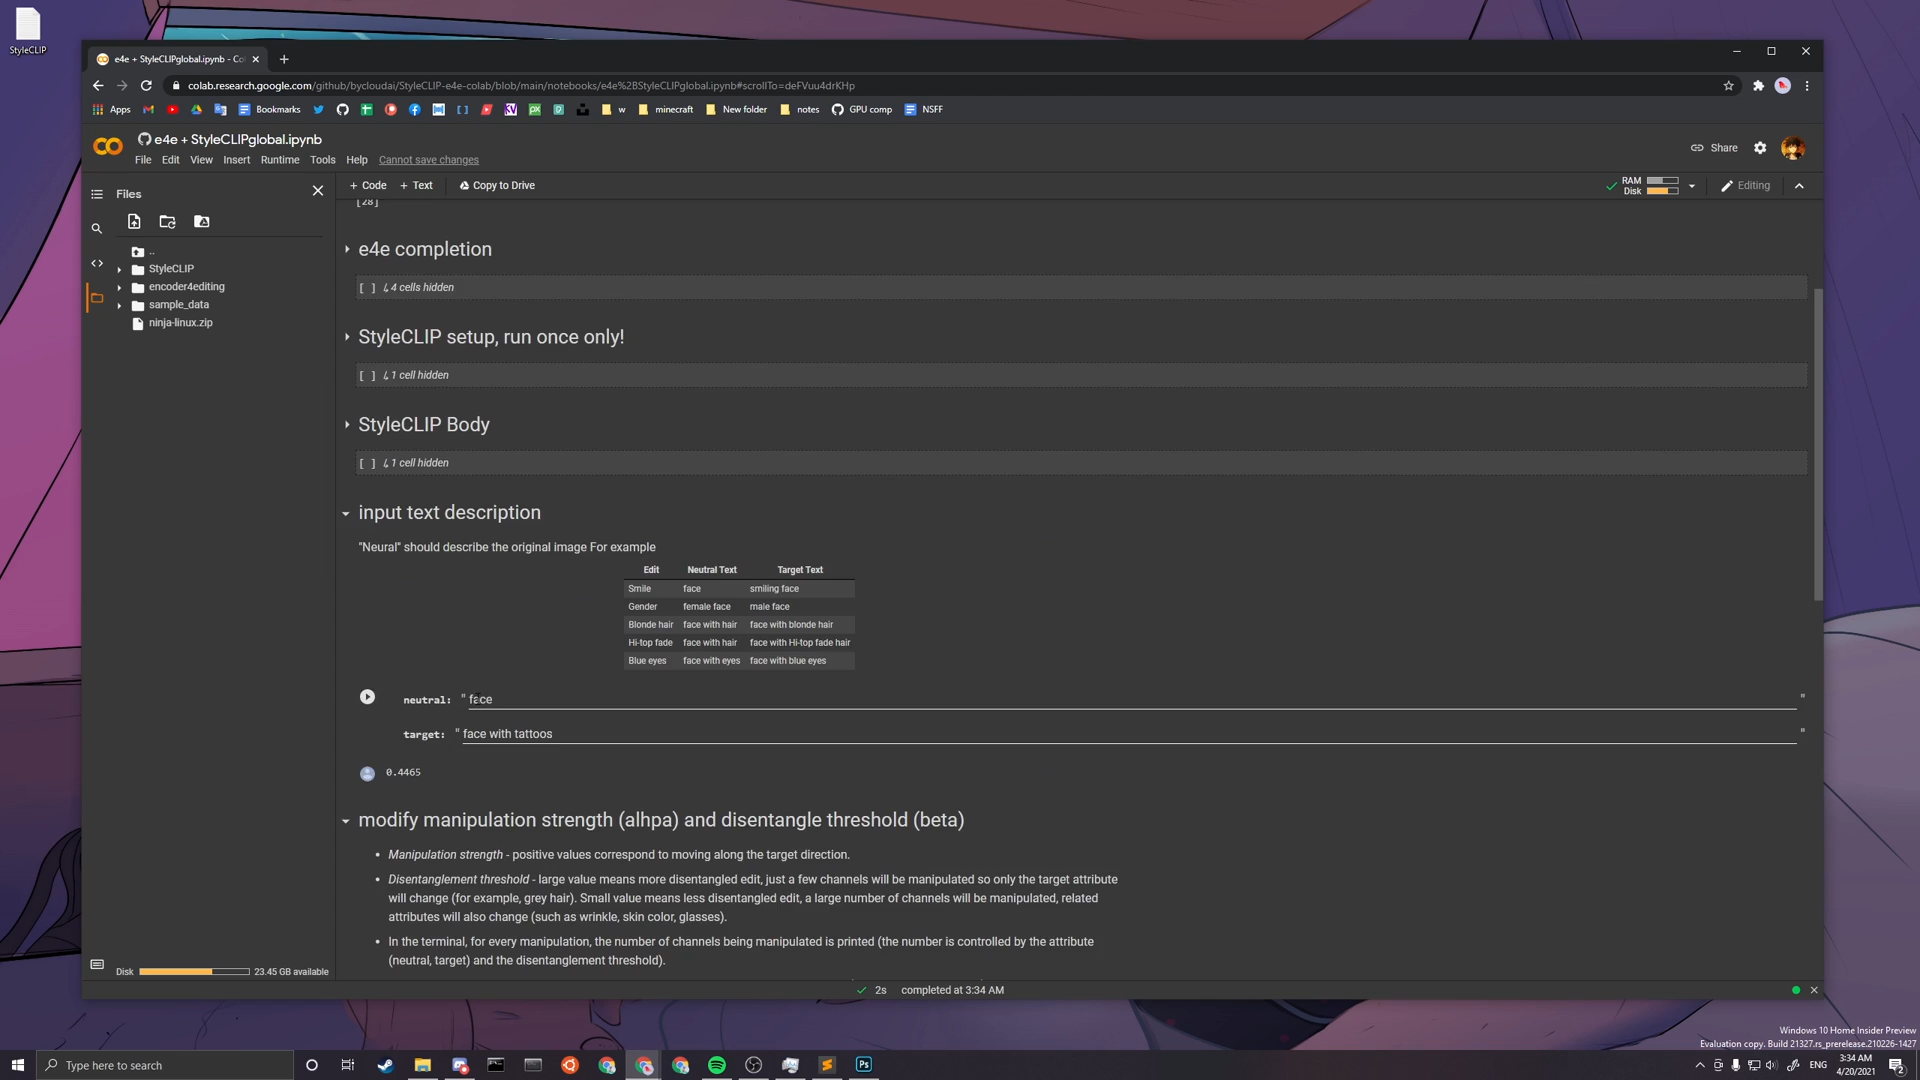 StyleCLIP
e4e + StyleCLIPglobal.ipynb - Co
colab.research.google.com/github/bycloudai/StyleCLIP-e4e-colab/blob/main/notebooks/e4e%2BStyleCLIPglobal.ipynb#scrollTo=deFVuu4drKHp
Apps
Bookmarks
w
minecraft
New folder
notes
GPU comp
NSFF
e4e + StyleCLIPglobal.ipynb
File Edit View Insert Runtime Tools Help Cannot save changes
Share
Files
+ Code + Text Copy to Drive
RAM
Disk
Editing
[28]
..
StyleCLIP
encoder4editing
sample_data
ninja-linux.zip
e4e completion
[ ] ↳ 4 cells hidden
StyleCLIP setup, run once only!
[ ] ↳ 1 cell hidden
StyleCLIP Body
[ ] ↳ 1 cell hidden
input text description
"Neural" should describe the original image For example
Edit Neutral Text Target Text
Smile face smiling face
Gender female face male face
Blonde hair face with hair face with blonde hair
Hi-top fade face with hair face with Hi-top fade hair
Blue eyes face with eyes face with blue eyes
neutral: " face "
target: " face with tattoos "
0.4465
modify manipulation strength (alhpa) and disentangle threshold (beta)
• Manipulation strength - positive values correspond to moving along the target direction.
• Disentanglement threshold - large value means more disentangled edit, just a few channels will be manipulated so only the target attribute
will change (for example, grey hair). Small value means less disentangled edit, a large number of channels will be manipulated, related
attributes will also change (such as wrinkle, skin color, glasses).
• In the terminal, for every manipulation, the number of channels being manipulated is printed (the number is controlled by the attribute
(neutral, target) and the disentanglement threshold).
Disk 23.45 GB available
2s completed at 3:34 AM
Windows 10 Home Insider Preview
Evaluation copy. Build 21327.rs_prerelease.210226-1427
Type here to search
Ps
ENG
3:34 AM
4/20/2021
2